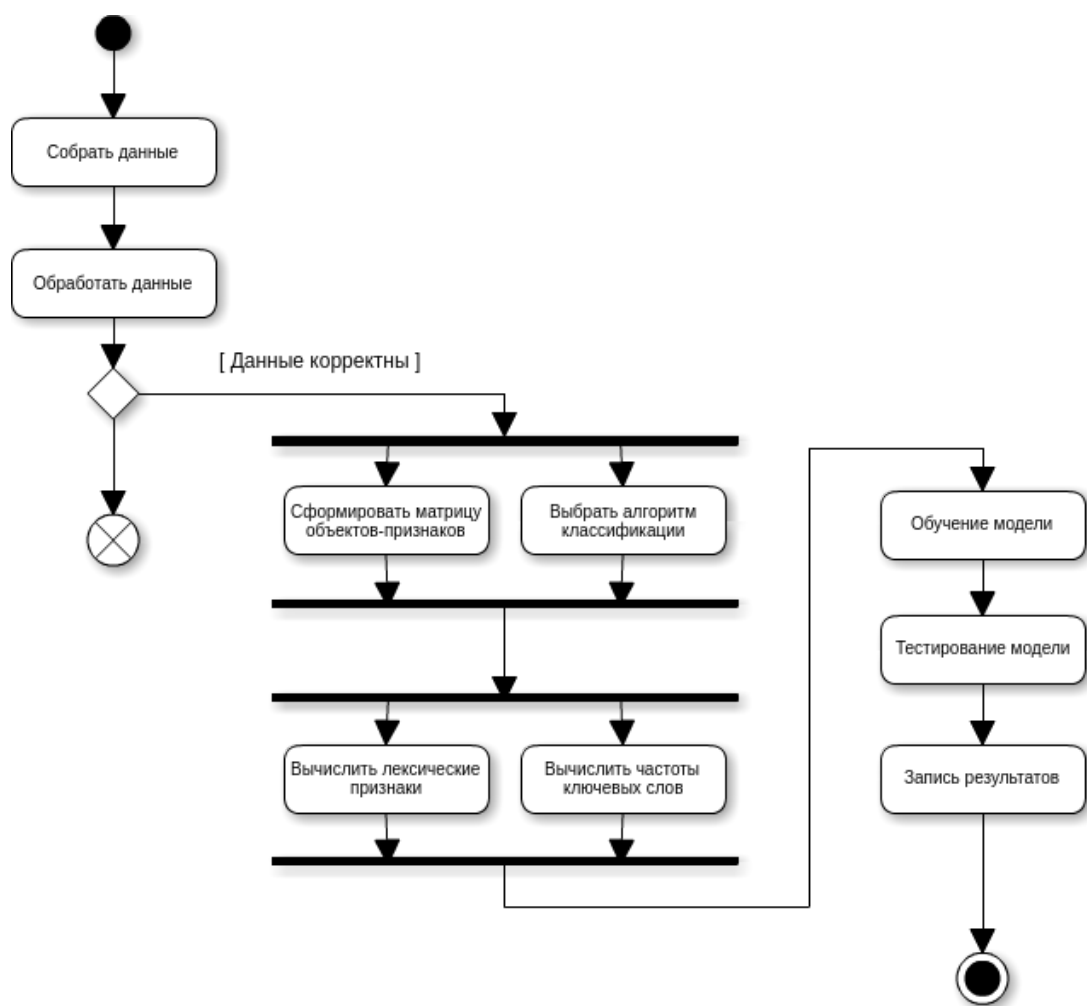 Собрать данные
Обработать данные
[ Данные корректны ]
Сформировать матрицу
объектов-признаков
Выбрать алгоритм
классификации
Вычислить лексические
признаки
Вычислить частоты
ключевых слов
Обучение модели
Тестирование модели
Запись результатов